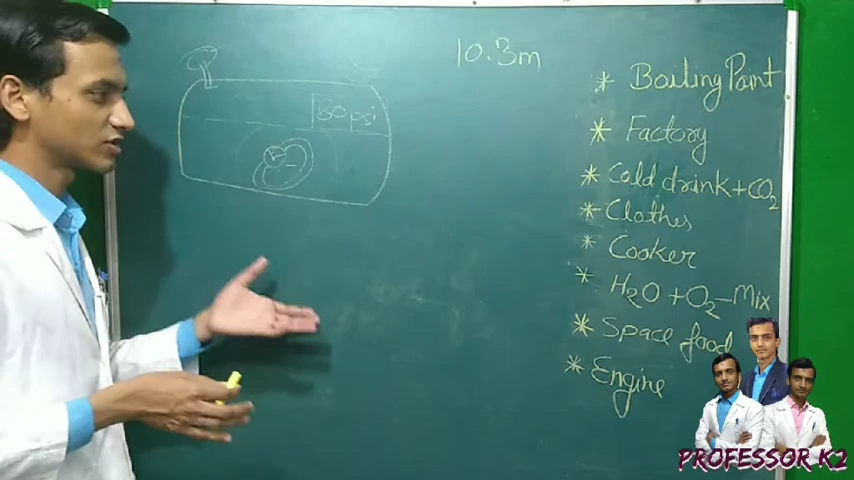 10.3m
80 psi
* Boiling Point
* Factory
* Cold drink + CO2
* Clothes
* Cooker
* H2O + O2 - Mix
* Space food
* Engine
PROFESSOR K2